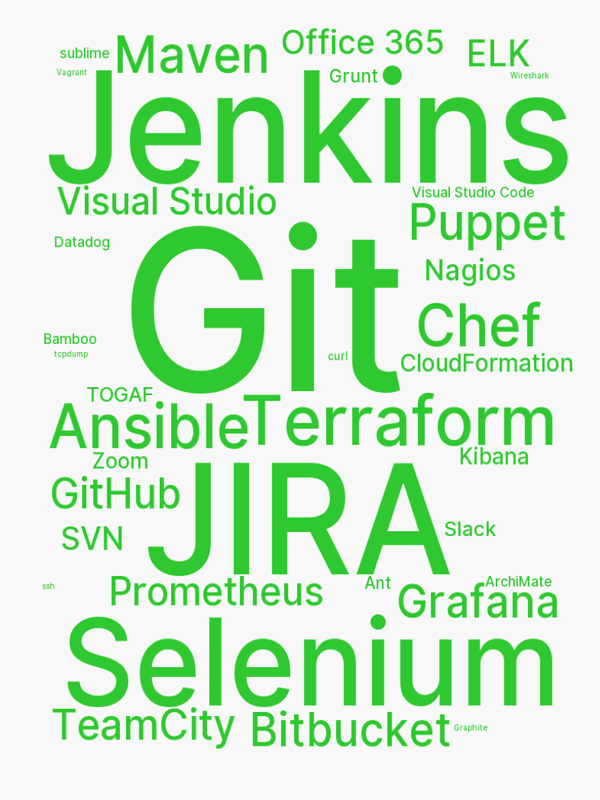 Office 365
Maven
ELK
sublime
Vagrant
Grunt
Wireshark
Jenkins
Visual Studio
Visual Studio Code
Puppet
Datadog
Git
Nagios
Chef
Bamboo
tcpdump
curl
CloudFormation
TOGAF
Ansible
Terraform
Zoom
Kibana
GitHub
JIRA
SVN
Slack
ssh
Prometheus
Ant
ArchiMate
Grafana
Selenium
TeamCity
Bitbucket
Graphite